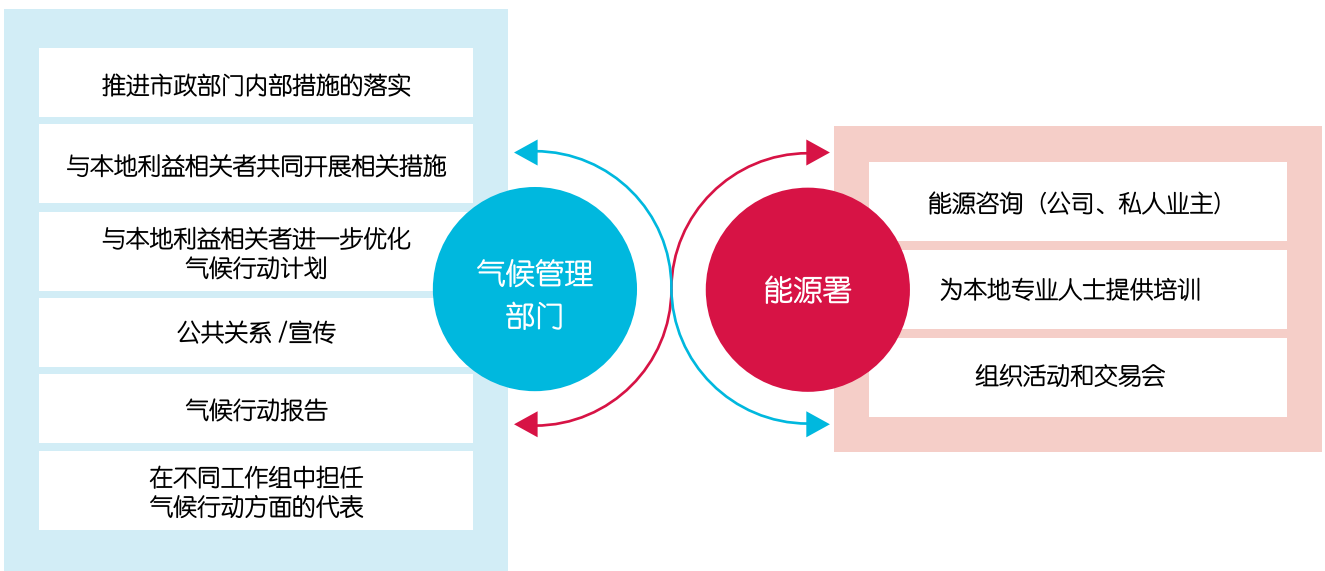 推进市政部门内部措施的落实
与本地利益相关者共同开展相关措施
与本地利益相关者进一步优化
气候行动计划
公共关系 /宣传
气候行动报告
在不同工作组中担任
气候行动方面的代表
气候管理
部门
能源署
能源咨询（公司、私人业主）
为本地专业人士提供培训
组织活动和交易会